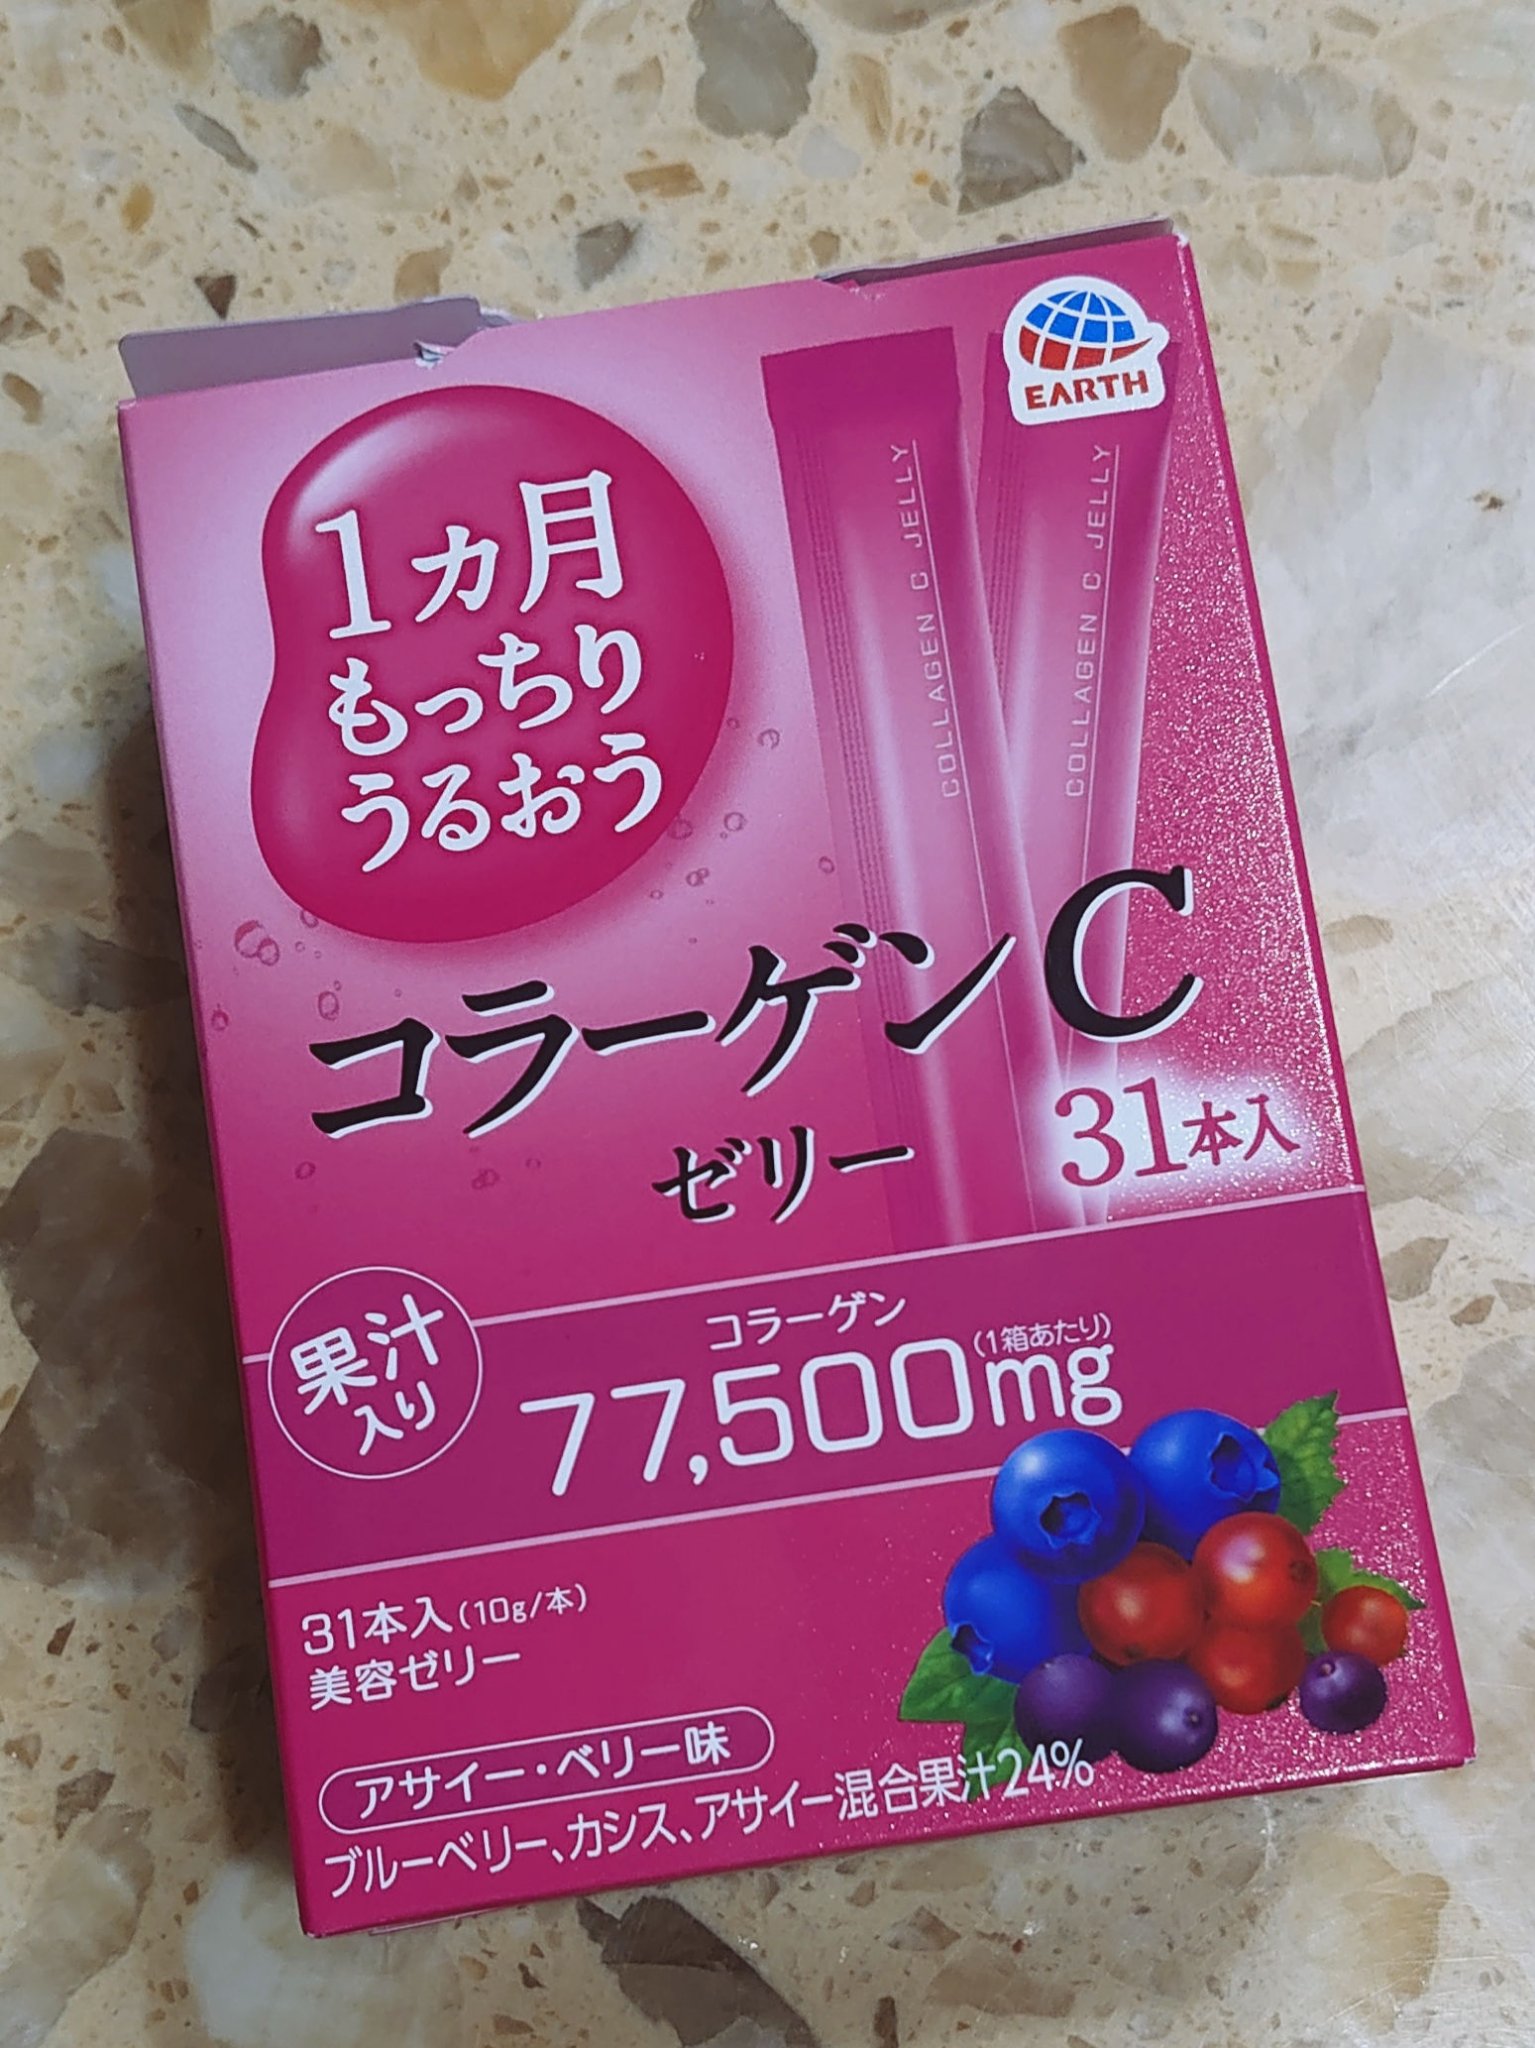 EARTH
COLLAGEN C JELLY
COLLAGEN C JELLY
1ヵ月
もっちり
うるおう
コラーゲンC
ゼリー
31本入
果汁
入り
コラーゲン
(1箱あたり)
77,500mg
31本入(10g/本)
美容ゼリー
アサイー・ベリー味
ブルーベリー、カシス、アサイー混合果汁24%